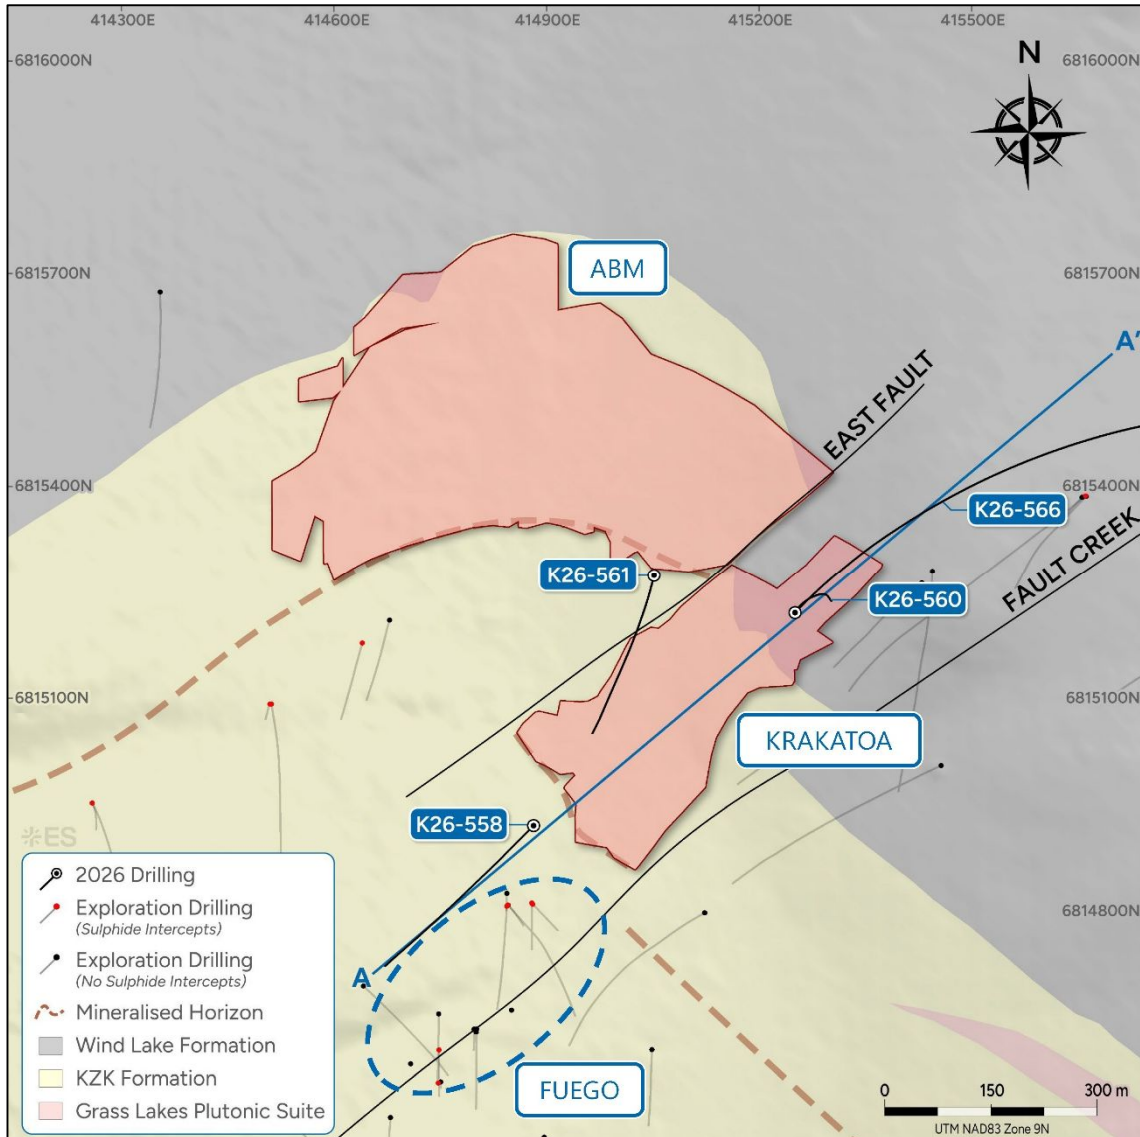 414300E
414600E
414900E
415200E
415500E
6816000N
6816000N
N
ABM
6815700N
6815700N
A'
EAST FAULT
6815400N
6815400N
K26-566
K26-561
K26-560
FAULT CREEK
6815100N
6815100N
KRAKATOA
K26-558
ES
2026 Drilling
Exploration Drilling
(Sulphide Intercepts)
Exploration Drilling
(No Sulphide Intercepts)
Mineralised Horizon
Wind Lake Formation
KZK Formation
Grass Lakes Plutonic Suite
6814800N
A
FUEGO
0 150 300 m
UTM NAD83 Zone 9N